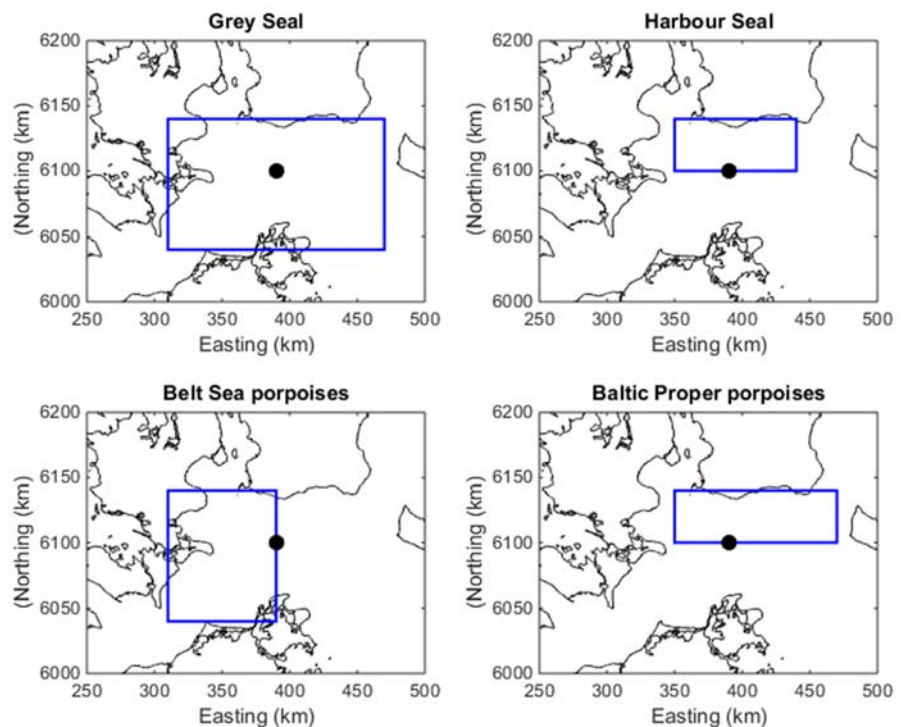 Grey Seal
6200
6150
6100
6050
6000
(Northing (km)
250 300 350 400 450 500
Easting (km)
Harbour Seal
6200
6150
6100
6050
6000
(Northing (km)
250 300 350 400 450 500
Easting (km)
Belt Sea porpoises
6200
6150
6100
6050
6000
(Northing (km)
250 300 350 400 450 500
Easting (km)
Baltic Proper porpoises
6200
6150
6100
6050
6000
(Northing (km)
250 300 350 400 450 500
Easting (km)